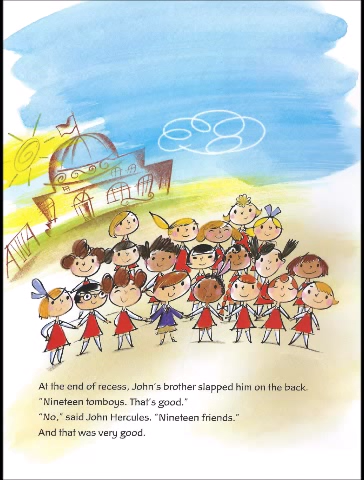 At the end of recess, John's brother slapped him on the back.
"Nineteen tomboys. That's good."
"No," said John Hercules. "Nineteen friends."
And that was very good.